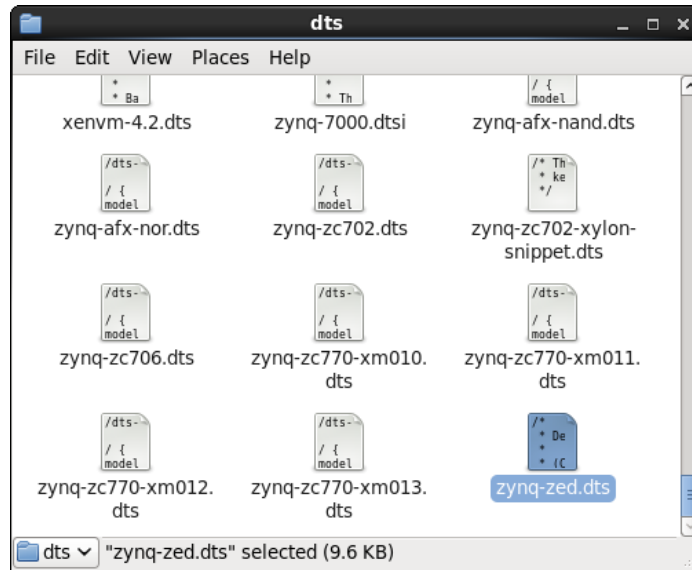 dts
File Edit View Places Help
* * /* {
* Ba * Th model
xenvm-4.2.dts zynq-7000.dtsi zynq-afx-nand.dts
/dts- /dts- /* Th
* ke
/ { / { */
model model
zynq-afx-nor.dts zynq-zc702.dts zynq-zc702-xylon-
snippet.dts
/dts- /dts- /dts-
/ { / { / {
model model model
zynq-zc706.dts zynq-zc770-xm010. zynq-zc770-xm011.
dts dts
/dts- /dts- /*
* De
/ { / { *
model model * (C
zynq-zc770-xm012. zynq-zc770-xm013. zynq-zed.dts
dts dts
dts "zynq-zed.dts" selected (9.6 KB)